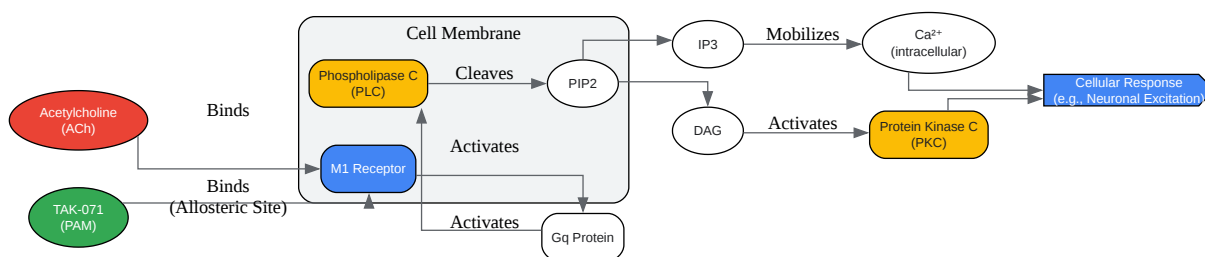 Cell Membrane
Phospholipase C
(PLC)
Cleaves
PIP2
IP3
Mobilizes
Ca²⁺
(intracellular)
Cellular Response
(e.g., Neuronal Excitation)
DAG
Activates
Protein Kinase C
(PKC)
Acetylcholine
(ACh)
Binds
M1 Receptor
Activates
TAK-071
(PAM)
Binds
(Allosteric Site)
Activates
Gq Protein